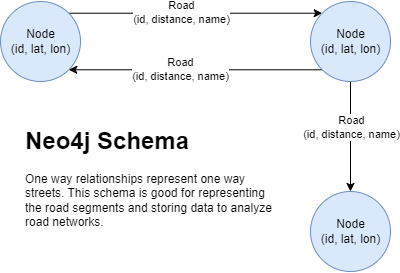 Road
(id, distance, name)
Node
(id, lat, lon)
Node
(id, lat, lon)
Road
(id, distance, name)
Road
(id, distance, name)
Neo4j Schema
One way relationships represent one way
streets. This schema is good for representing
the road segments and storing data to analyze
road networks.
Node
(id, lat, lon)